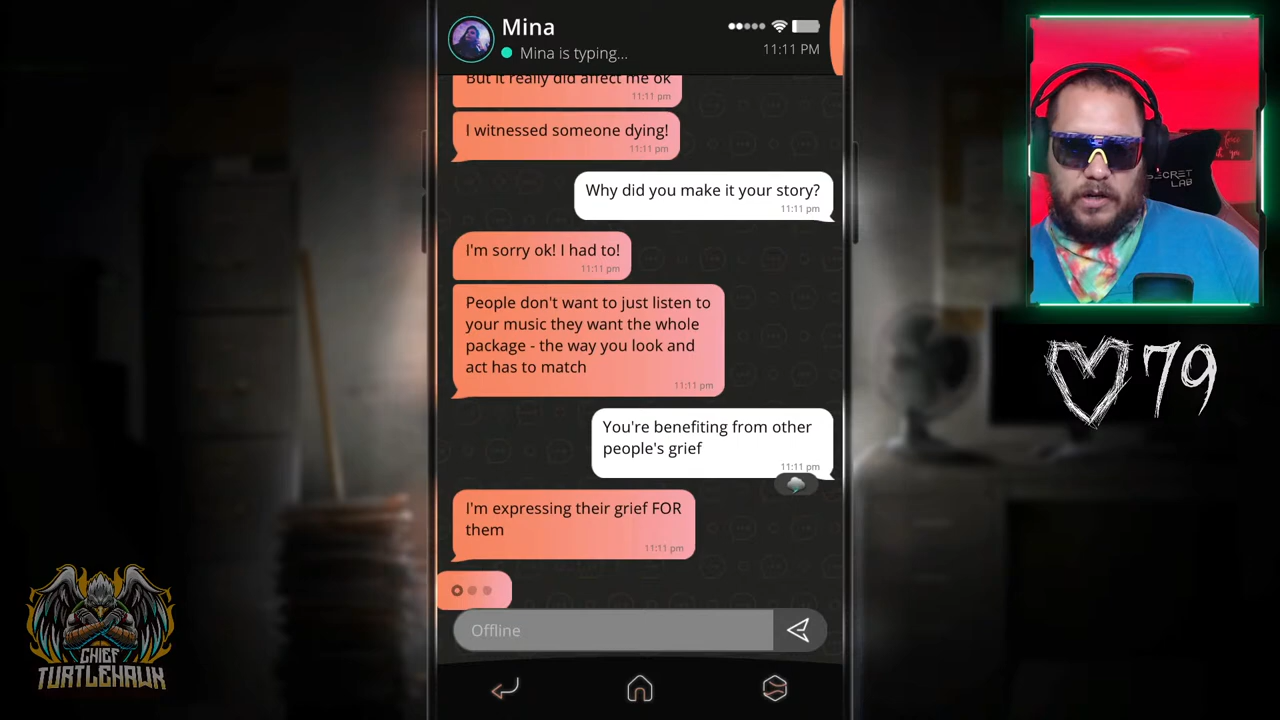 Mina
Mina is typing...
11:11 PM
But it really did affect me ok
11:11 pm
I witnessed someone dying!
11:11 pm
Why did you make it your story?
11:11 pm
I'm sorry ok! I had to!
11:11 pm
People don't want to just listen to
your music they want the whole
package - the way you look and
act has to match
11:11 pm
You're benefiting from other
people's grief
11:11 pm
I'm expressing their grief FOR
them
11:11 pm
Offline
SECRET
LAB
79
CHIEF
TURTLEHAWK